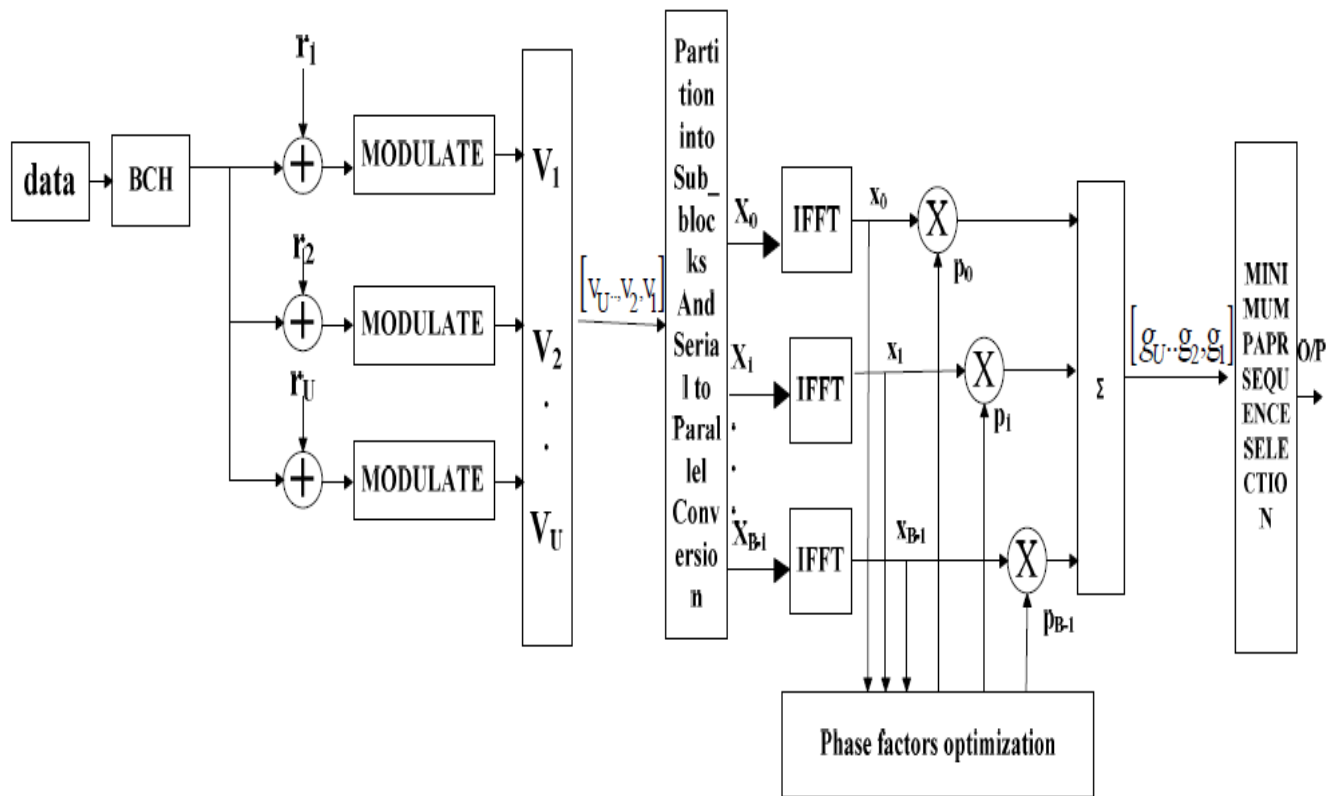 data
BCH
r1
+
MODULATE
r2
+
MODULATE
rU
+
MODULATE
V1
V2
.
.
VU
[VU..,V2,V1]
Parti
tion
into
Sub_
bloc
ks
And
Seria
l to
Paral
lel
Conv
ersio
n
X0
X1
.
.
.
XB-1
IFFT
IFFT
IFFT
x0
x1
xB-1
X
X
X
p0
p1
pB-1
Phase factors optimization
Σ
[gU..g2,g1]
MINI
MUM
PAPR
SEQU
ENCE
SELE
CTIO
N
O/P